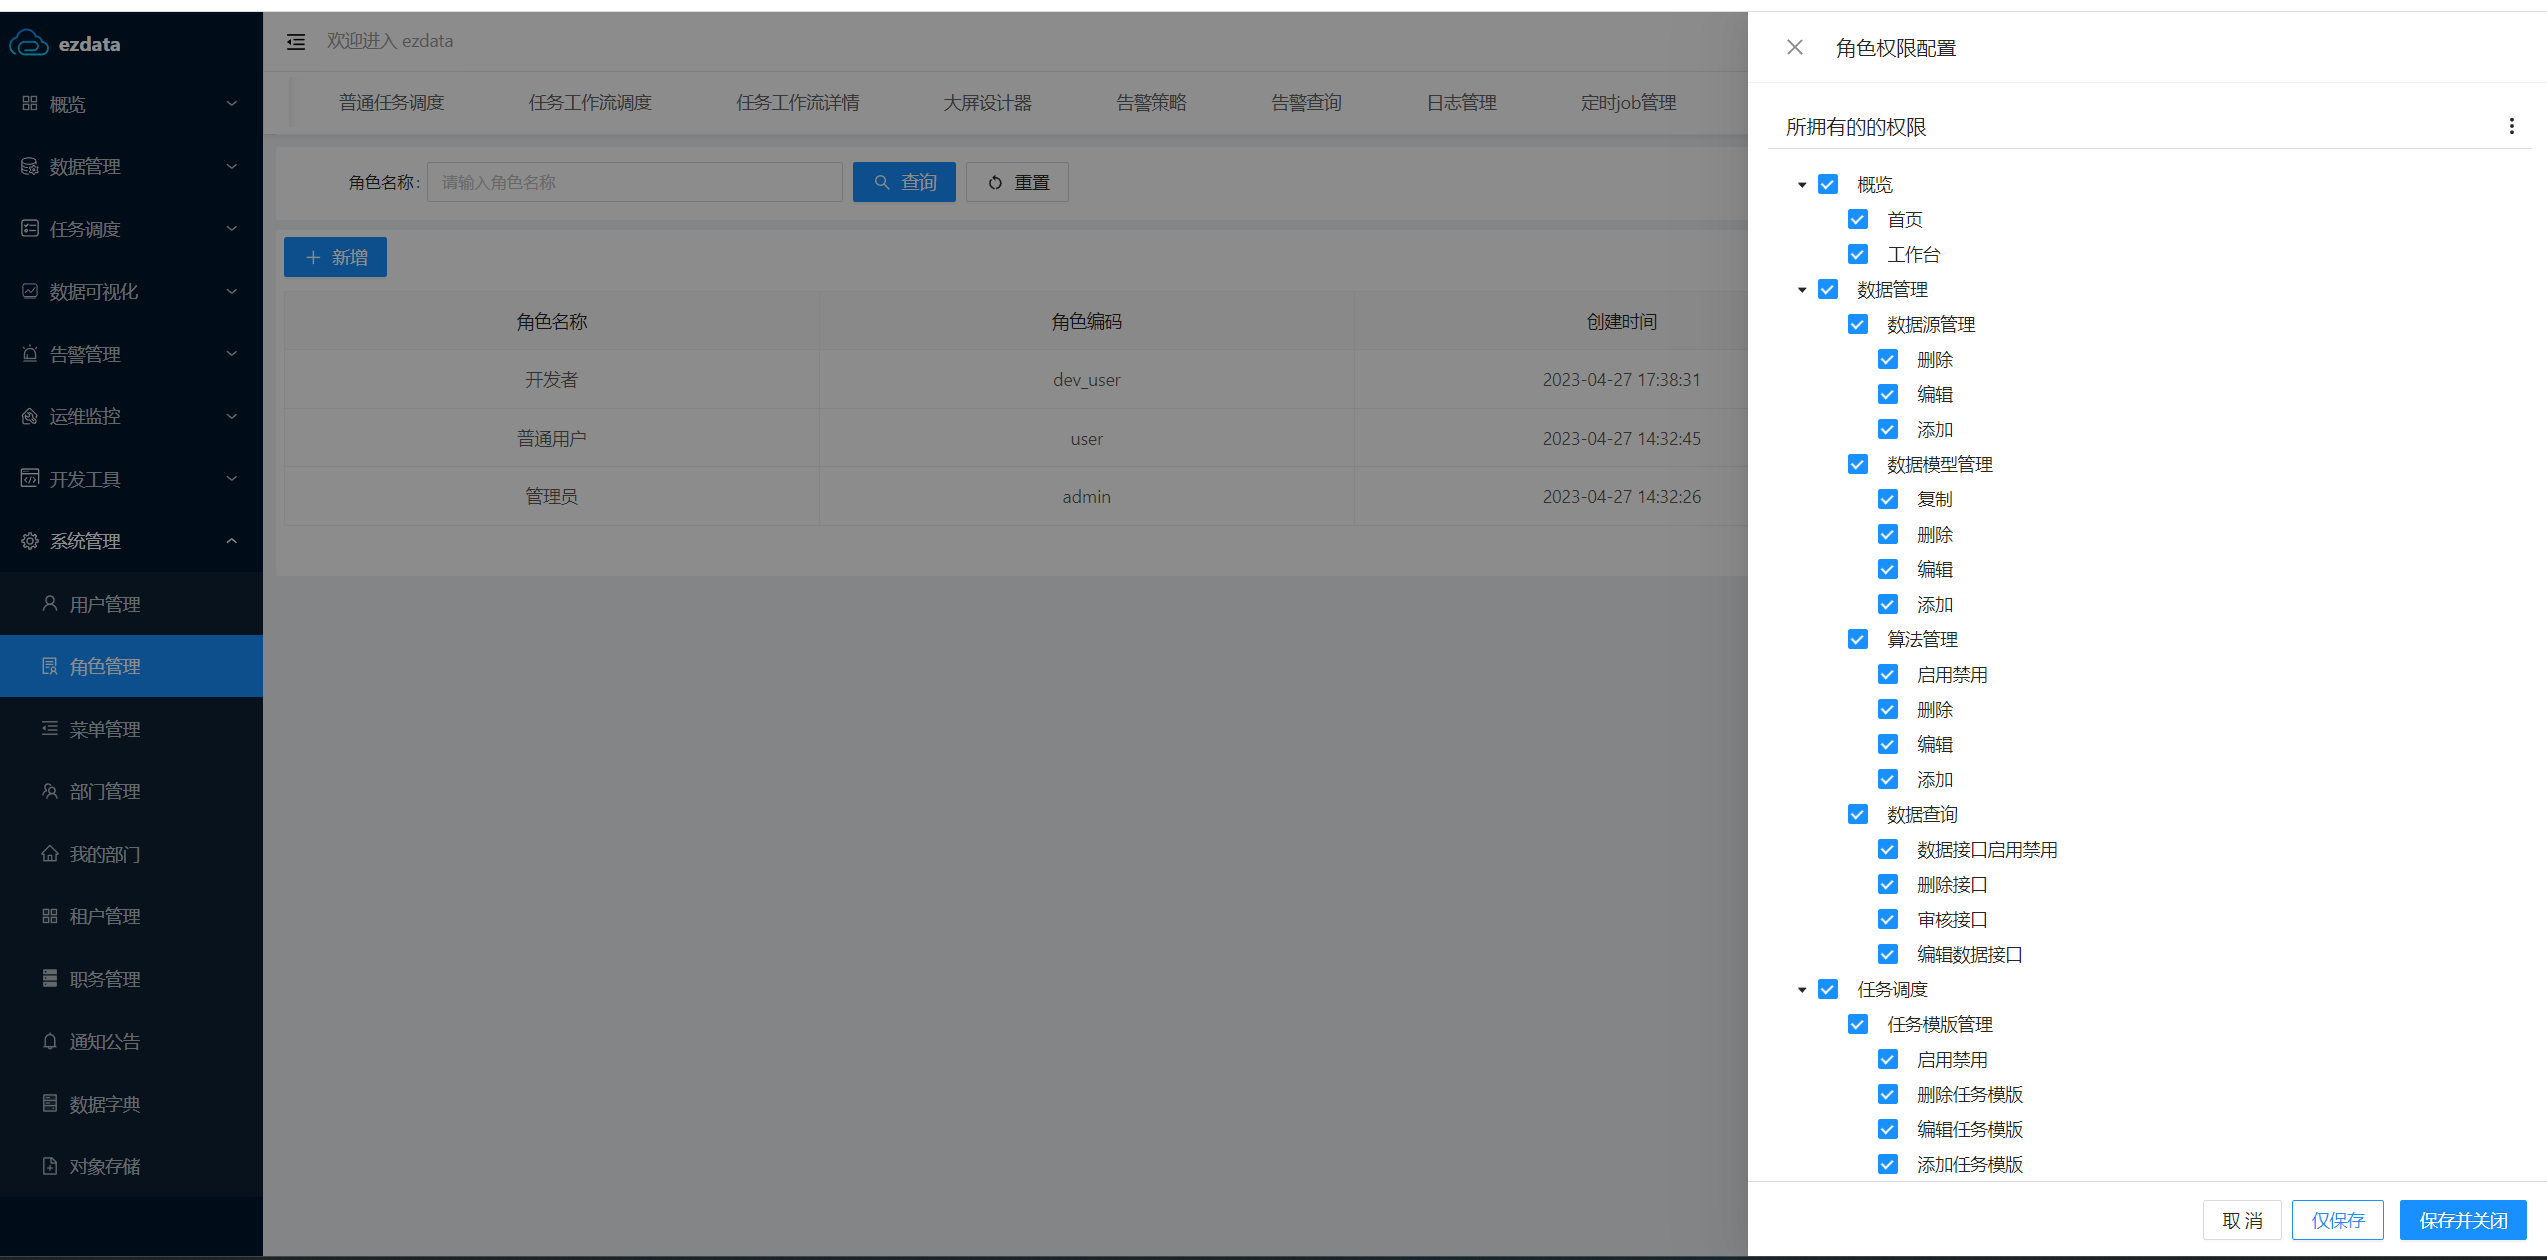 ezdata
概览
数据管理
任务调度
数据可视化
告警管理
运维监控
开发工具
系统管理
用户管理
角色管理
菜单管理
部门管理
我的部门
租户管理
职务管理
通知公告
数据字典
对象存储
欢迎进入 ezdata
普通任务调度 任务工作流调度 任务工作流详情 大屏设计器 告警策略 告警查询 日志管理 定时job管理
角色名称: 请输入角色名称 查询 重置
新增
角色名称 角色编码 创建时间
开发者 dev_user 2023-04-27 17:38:31
普通用户 user 2023-04-27 14:32:45
管理员 admin 2023-04-27 14:32:26
角色权限配置
所拥有的的权限
概览
首页
工作台
数据管理
数据源管理
删除
编辑
添加
数据模型管理
复制
删除
编辑
添加
算法管理
启用禁用
删除
编辑
添加
数据查询
数据接口启用禁用
删除接口
审核接口
编辑数据接口
任务调度
任务模版管理
启用禁用
删除任务模版
编辑任务模版
添加任务模版
取 消 仅保存 保存并关闭